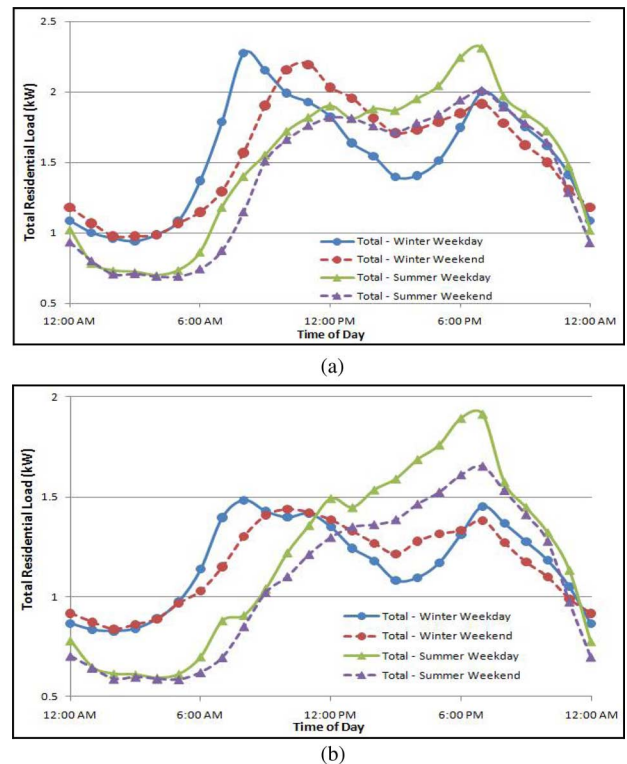 2.5
2
1.5
1
0.5
Total Residential Load (kW)
Total - Winter Weekday
Total - Winter Weekend
Total - Summer Weekday
Total - Summer Weekend
12:00 AM 6:00 AM 12:00 PM 6:00 PM 12:00 AM
Time of Day
(a)
2
1.5
1
0.5
Total Residential Load (kW)
Total - Winter Weekday
Total - Winter Weekend
Total - Summer Weekday
Total - Summer Weekend
12:00 AM 6:00 AM 12:00 PM 6:00 PM 12:00 AM
Time of Day
(b)